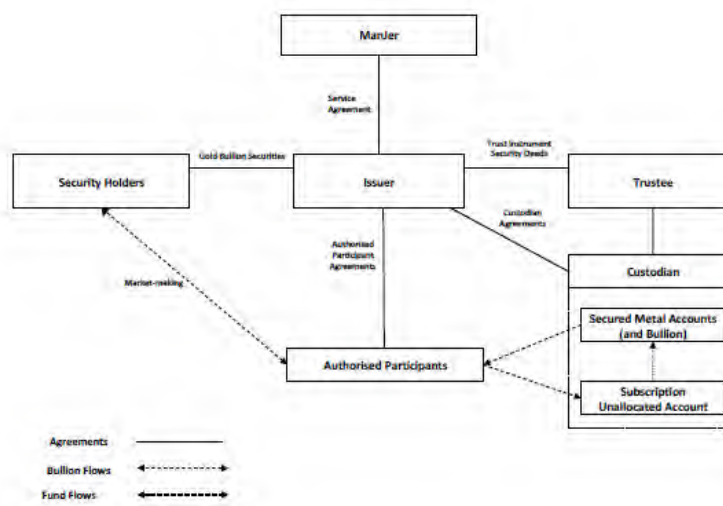 ManJer
Service
Agreement
Gold Bullion Securities
Trust Instrument
Security Deeds
Security Holders
Issuer
Trustee
Custodian
Agreements
Authorised
Participant
Agreements
Custodian
Market-making
Secured Metal Accounts
(and Bullion)
Authorised Participants
Subscription
Unallocated Account
Agreements
Bullion Flows
Fund Flows